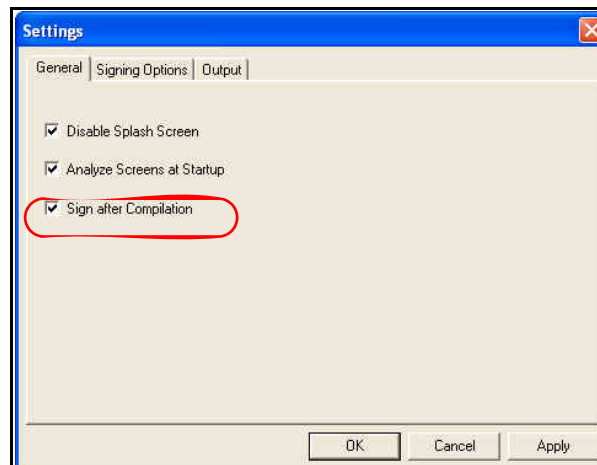 Settings
General Signing Options Output
Disable Splash Screen
Analyze Screens at Startup
Sign after Compilation
OK Cancel Apply